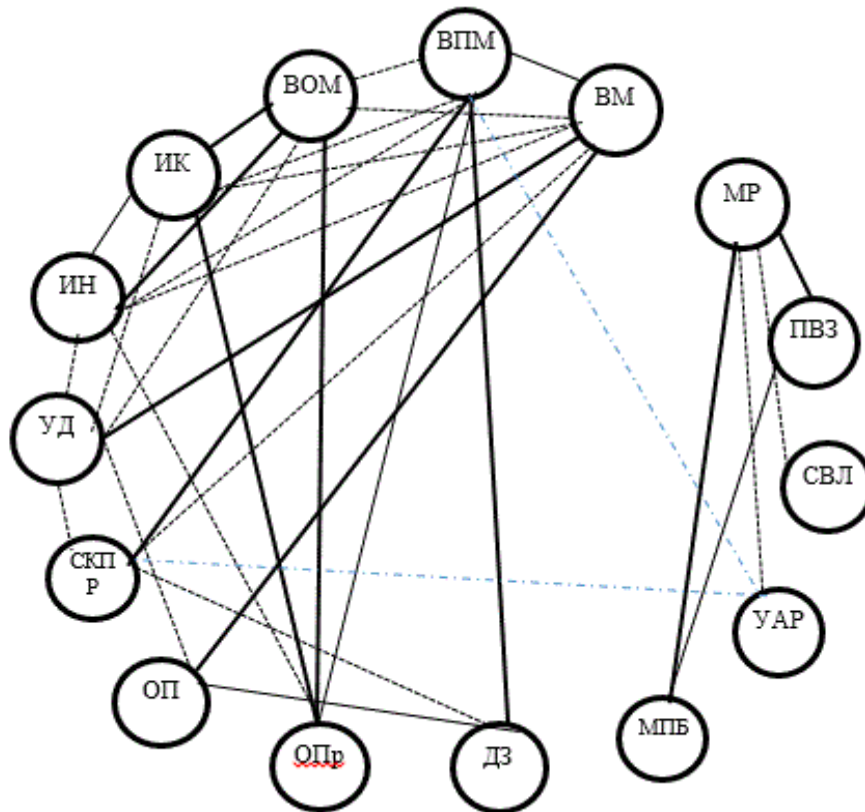 ВПМ
ВОМ
ВМ
ИК
МР
ИН
ПВЗ
УД
СВЛ
СКП
Р
УАР
ОП
МПБ
ОПр
ДЗ